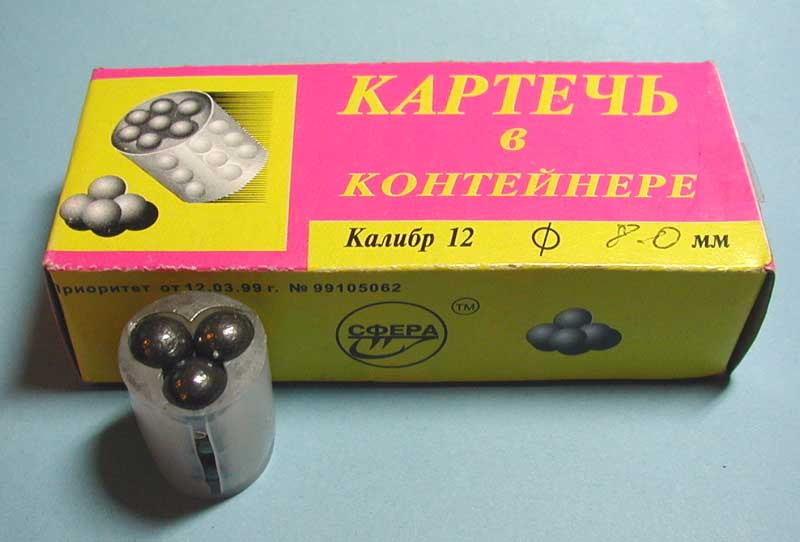 КАРТЕЧЬ
в
КОНТЕЙНЕРЕ
Калибр 12 ϕ 8.0 мм
Приоритет от 12.03.99 г. № 99105062
СФЕРА TM